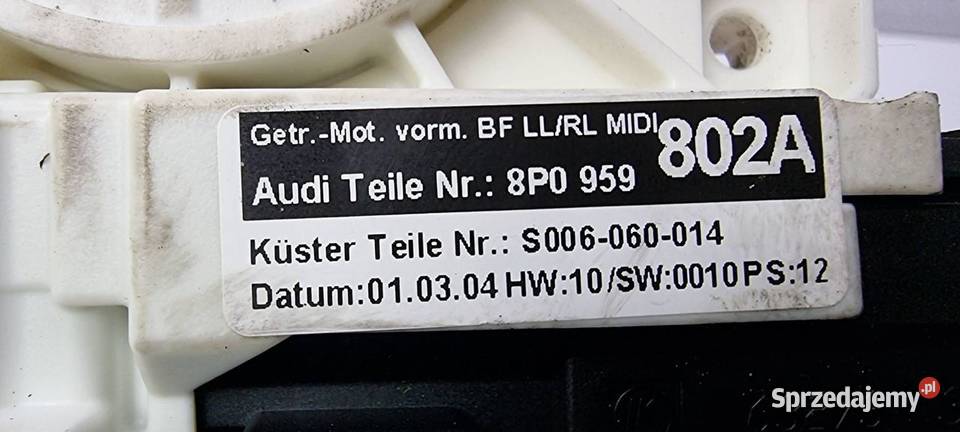 Getr.-Mot. vorm. BF LL/RL MIDI
802A
Audi Teile Nr.: 8P0 959
Küster Teile Nr.: S006-060-014
Datum:01.03.04 HW:10/SW:0010PS:12
Sprzedajemy.pl